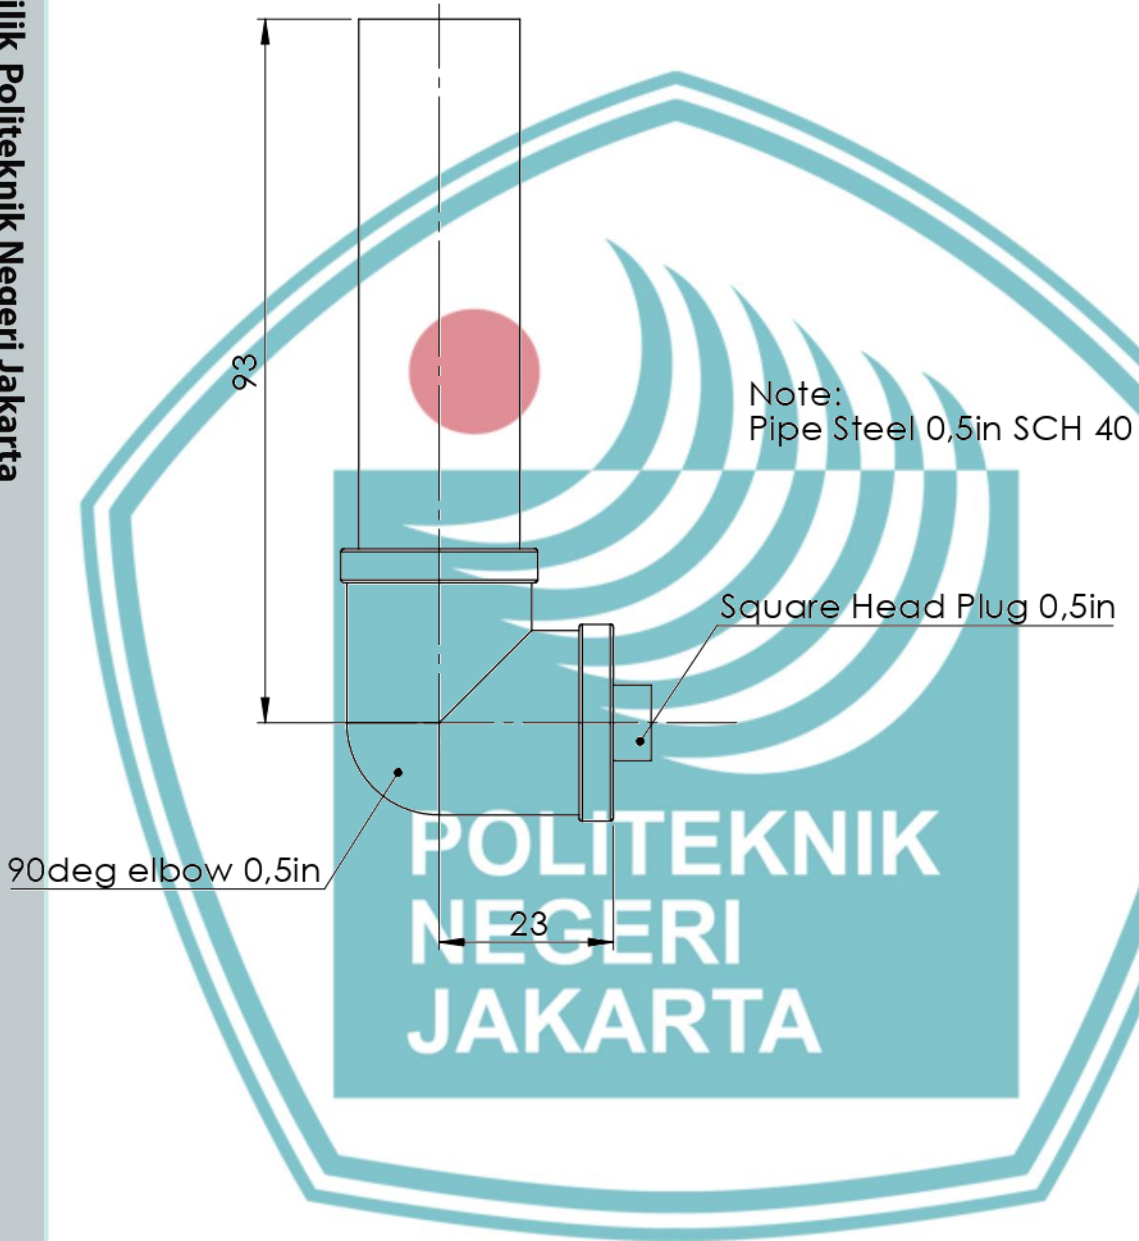 Politeknik Negeri Jakarta
93
Note:
Pipe Steel 0,5in SCH 40
Square Head Plug 0,5in
90deg elbow 0,5in
23
POLITEKNIK
NEGERI
JAKARTA